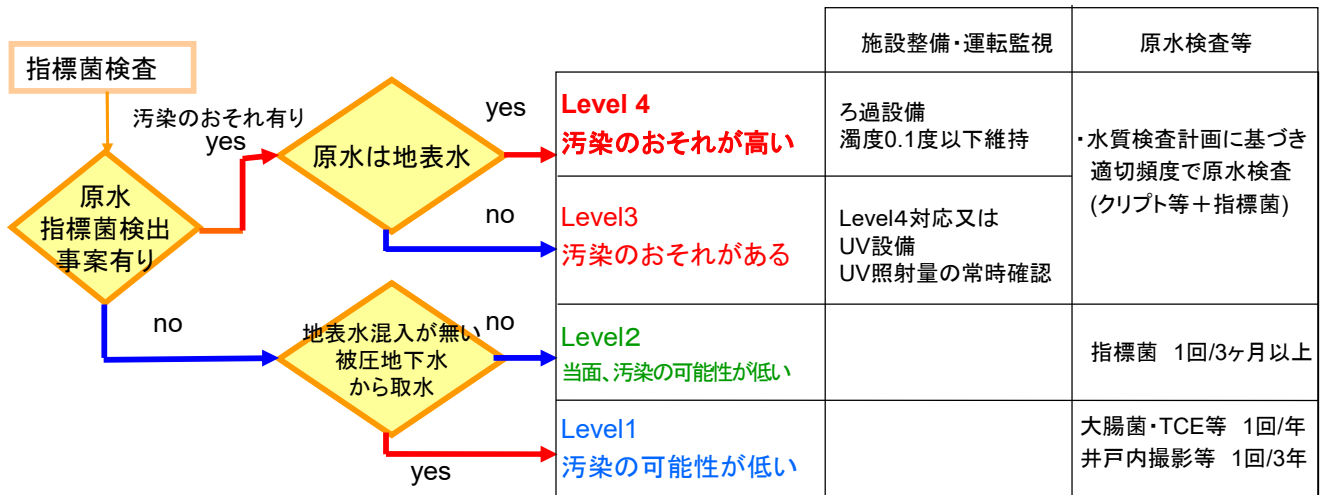 施設整備・運転監視
原水検査等
指標菌検査
汚染のおそれ有り
yes
原水は地表水
yes
no
原水
指標菌検出
事案有り
no
地表水混入が無い
被圧地下水
から取水
no
yes
Level 4
汚染のおそれが高い
ろ過設備
濁度0.1度以下維持
・水質検査計画に基づき
適切頻度で原水検査
(クリプト等+指標菌)
Level3
汚染のおそれがある
Level4対応又は
UV設備
UV照射量の常時確認
Level2
当面、汚染の可能性が低い
指標菌 1回/3ヶ月以上
Level1
汚染の可能性が低い
大腸菌・TCE等 1回/年
井戸内撮影等 1回/3年